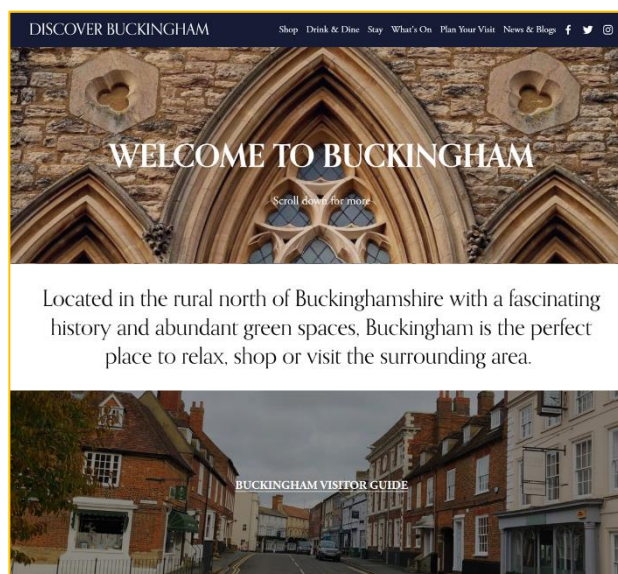 DISCOVER BUCKINGHAM
Shop Drink & Dine Stay What's On Plan Your Visit News & Blogs
WELCOME TO BUCKINGHAM
Scroll down for more
Located in the rural north of Buckinghamshire with a fascinating
history and abundant green spaces, Buckingham is the perfect
place to relax, shop or visit the surrounding area.
BUCKINGHAM VISITOR GUIDE